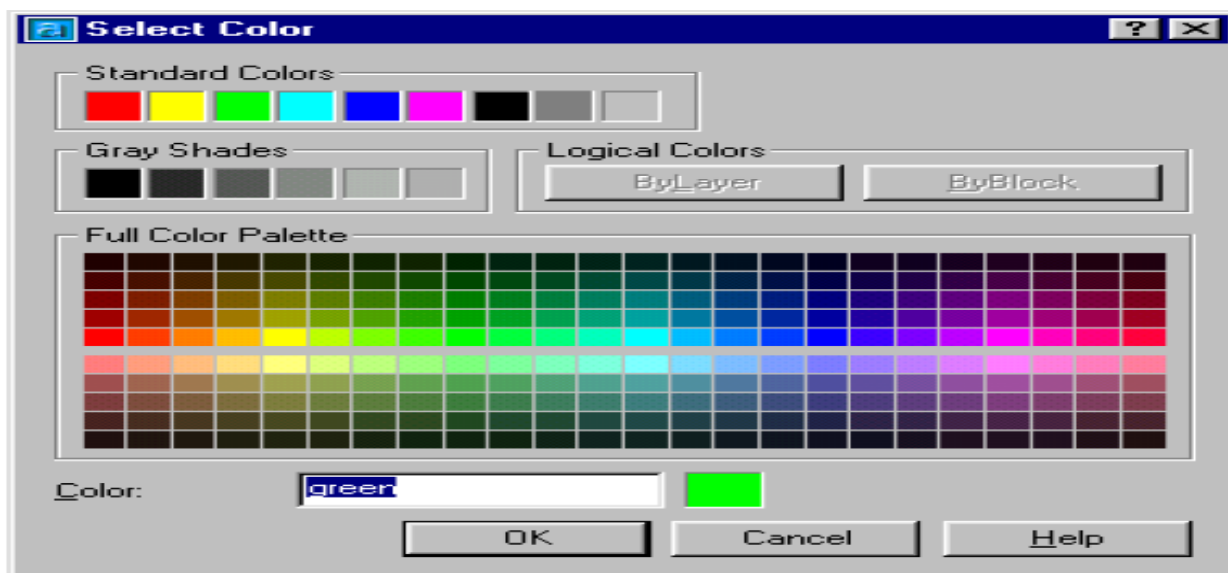 Select Color
Standard Colors
Gray Shades
Logical Colors
ByLayer
ByBlock
Full Color Palette
Color:
green
OK
Cancel
Help